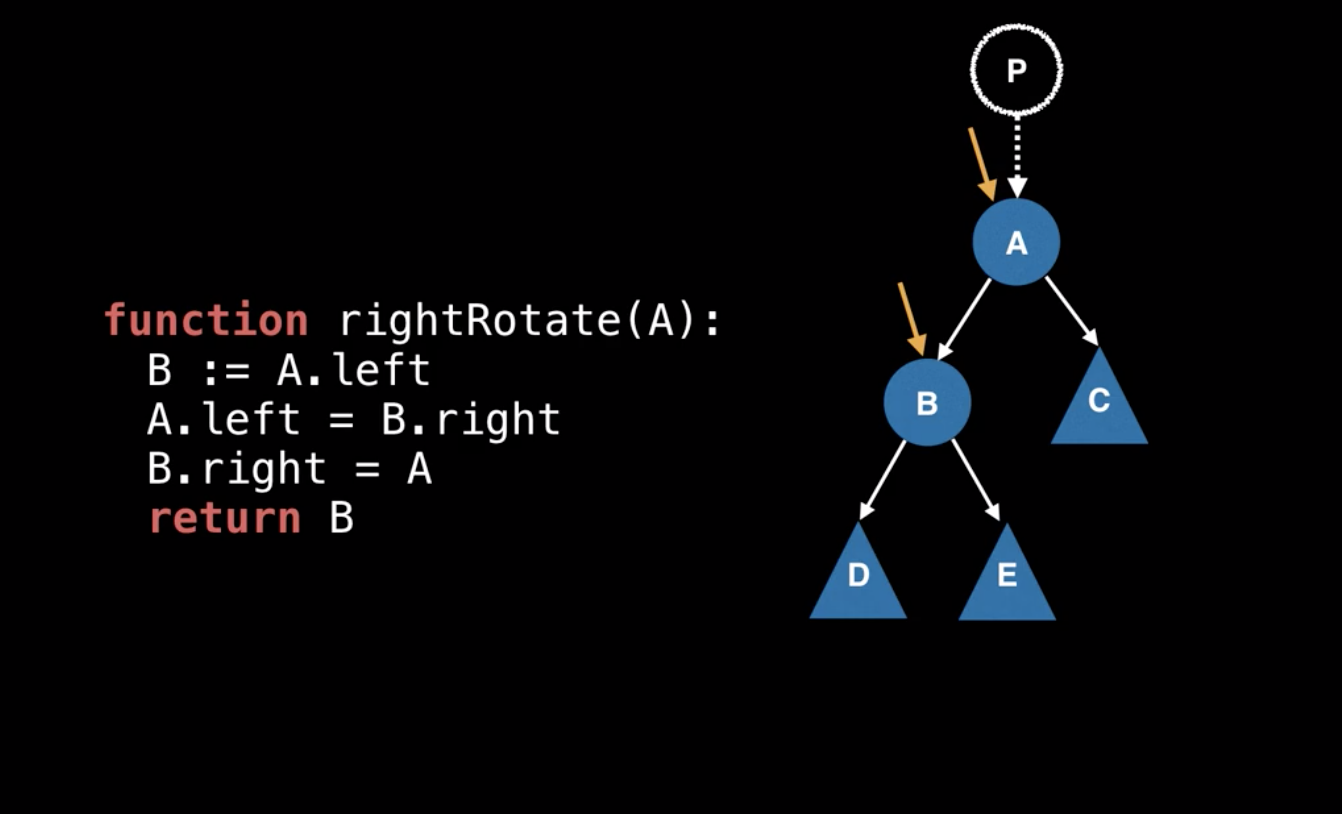 function rightRotate(A):
B := A.left
A.left = B.right
B.right = A
return B
P
A
B
C
D
E